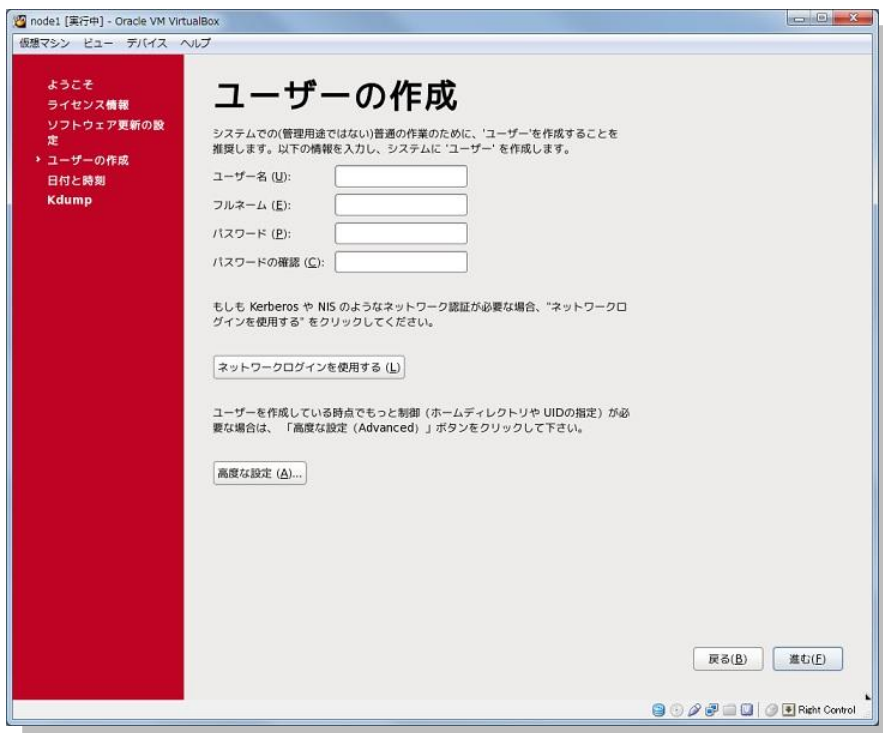 node1 [実行中] - Oracle VM VirtualBox
仮想マシン ビュー デバイス ヘルプ
ようこそ
ライセンス情報
ソフトウェア更新の設
定
ユーザーの作成
日付と時刻
Kdump
ユーザーの作成
システムでの(管理用途ではない)普通の作業のために、'ユーザー'を作成することを
推奨します。以下の情報を入力し、システムに 'ユーザー' を作成します。
ユーザー名 (U):
フルネーム (E):
パスワード (P):
パスワードの確認 (C):
もしも Kerberos や NIS のようなネットワーク認証が必要な場合、"ネットワークロ
グインを使用する" をクリックしてください。
ネットワークログインを使用する (L)
ユーザーを作成している時点でもっと制御（ホームディレクトリや UIDの指定）が必
要な場合は、「高度な設定（Advanced）」ボタンをクリックして下さい。
高度な設定 (A)...
戻る(B) 進む(F)
Right Control